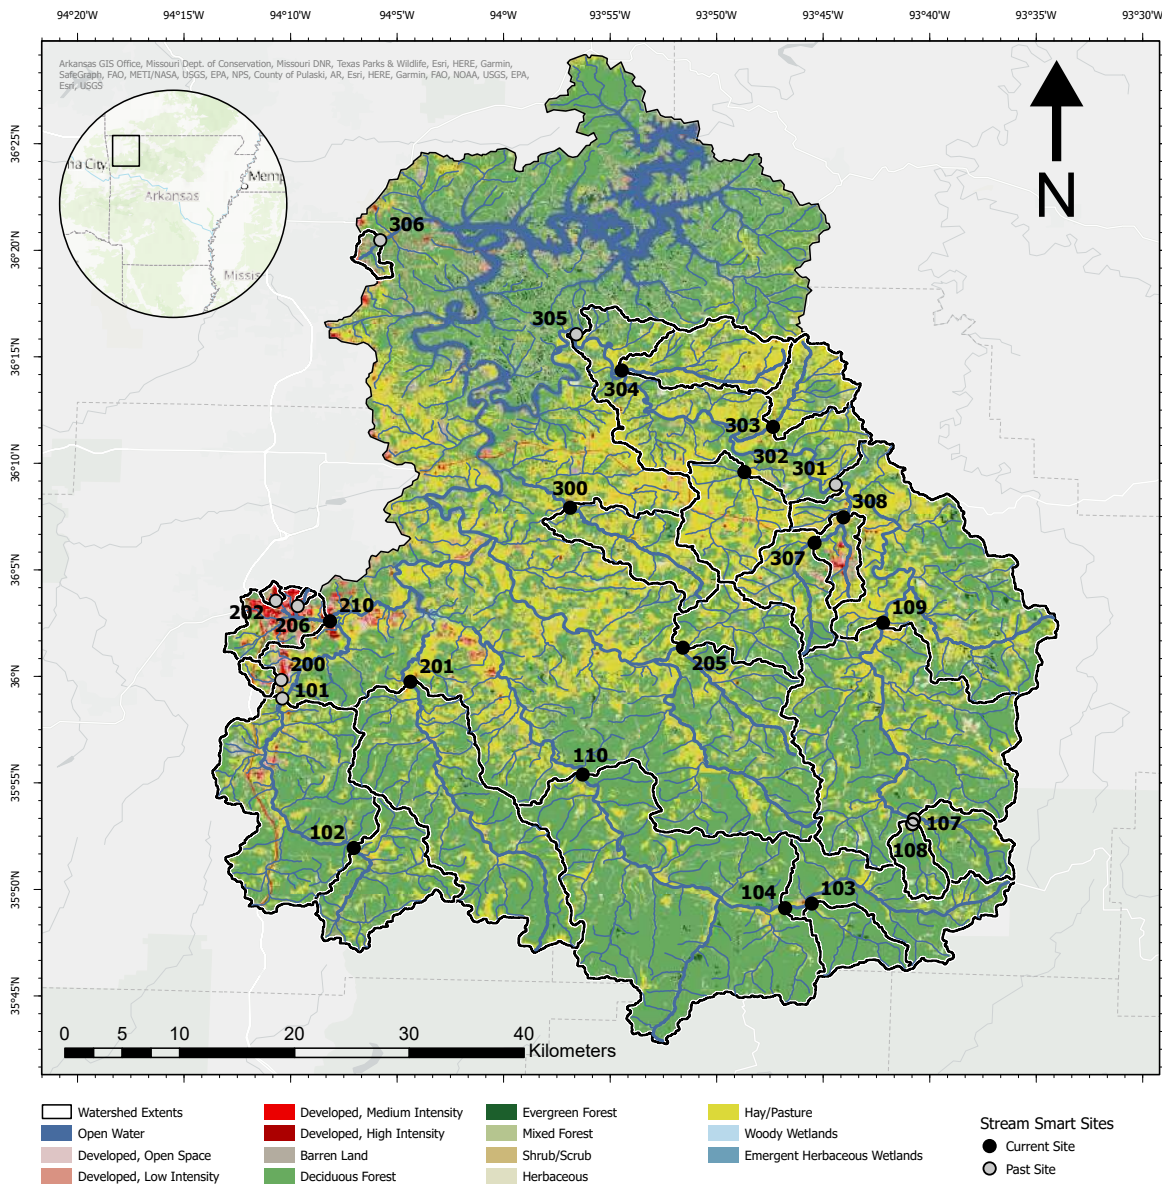 94°20'W 94°15'W 94°10'W 94°5'W 94°0'W 93°55'W 93°50'W 93°45'W 93°40'W 93°35'W 93°30'W
Arkansas GIS Office, Missouri Dept. of Conservation, Missouri DNR, Texas Parks & Wildlife, Esri, HERE, Garmin,
SafeGraph, FAO, METI/NASA, USGS, EPA, NPS, County of Pulaski, AR, Esri, HERE, Garmin, FAO, NOAA, USGS, EPA,
Esri, USGS
36°25'N
36°20'N
36°15'N
36°10'N
36°5'N
36°0'N
35°55'N
35°50'N
35°45'N
na City
Memp
Arkansas
Missis
N
306
305
304
303
302
301
300
308
307
202
206
210
109
200
201
205
101
110
102
107
108
104
103
0 5 10 20 30 40
Kilometers
Watershed Extents
Open Water
Developed, Open Space
Developed, Low Intensity
Developed, Medium Intensity
Developed, High Intensity
Barren Land
Deciduous Forest
Evergreen Forest
Mixed Forest
Shrub/Scrub
Herbaceous
Hay/Pasture
Woody Wetlands
Emergent Herbaceous Wetlands
Stream Smart Sites
Current Site
Past Site